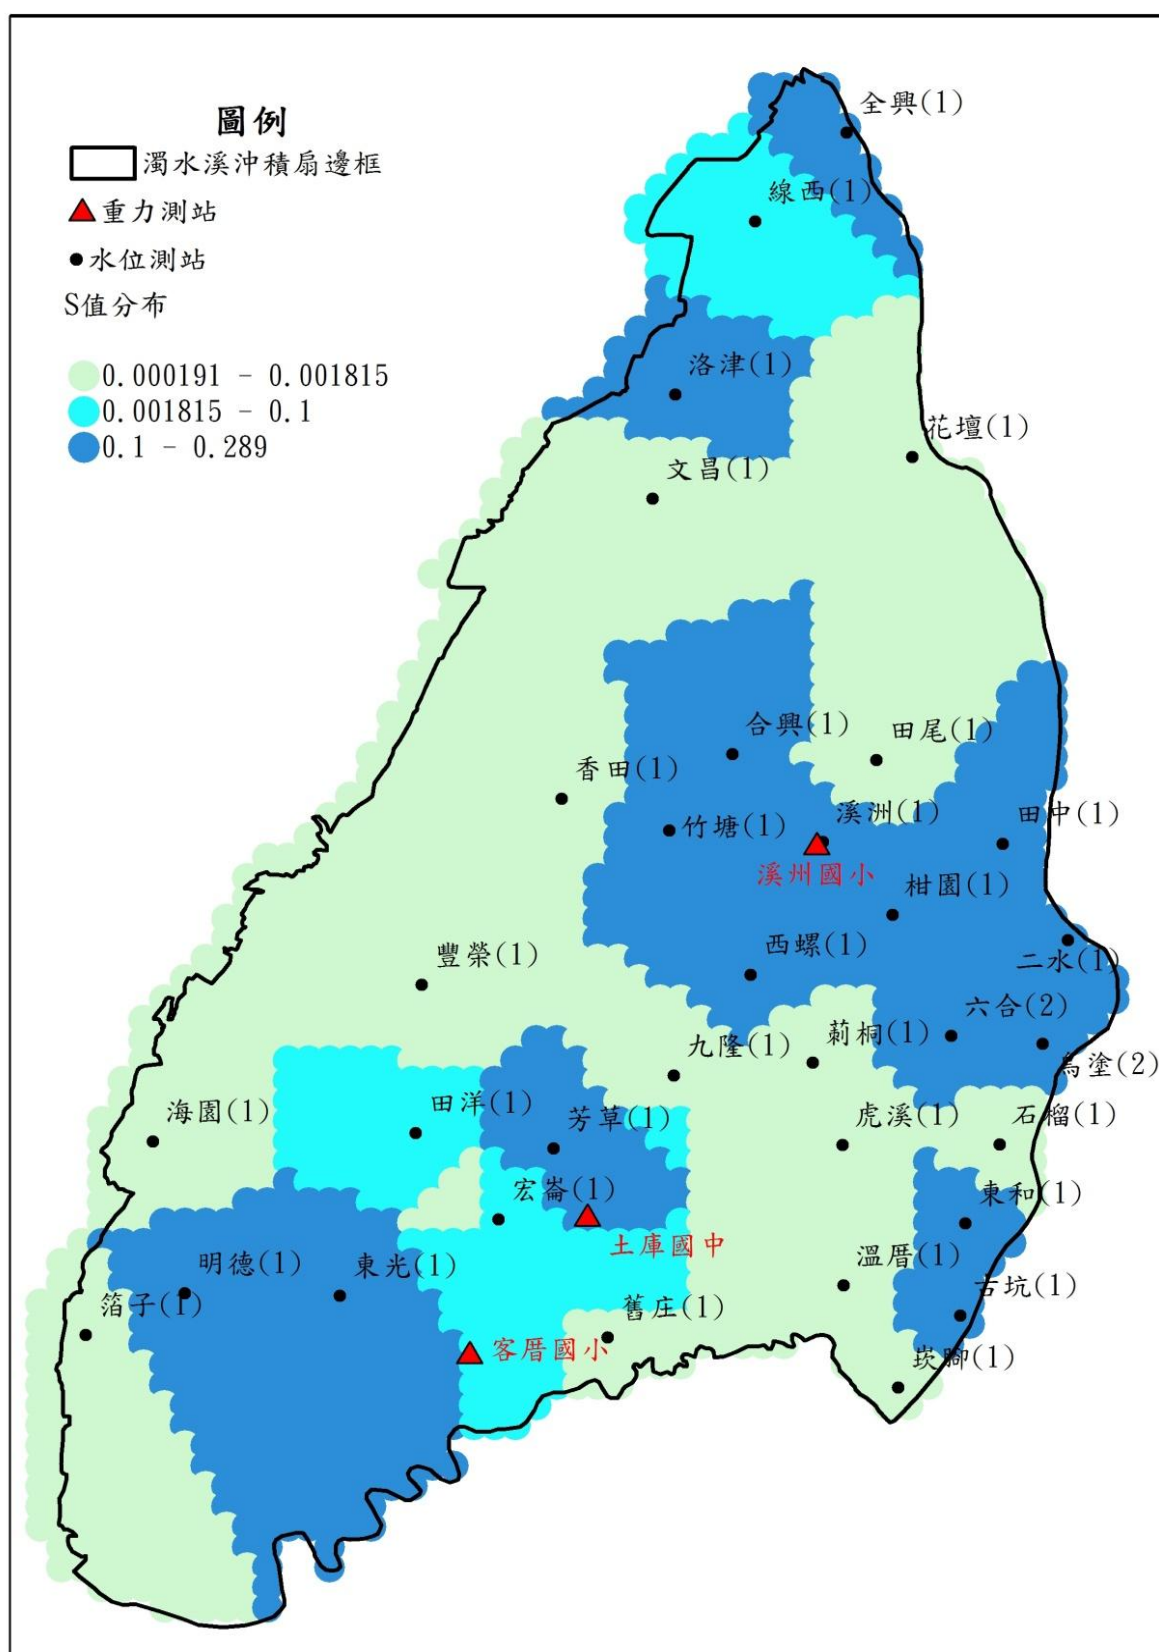 圖例
濁水溪沖積扇邊框
重力測站
水位測站
S值分布
0.000191 - 0.001815
0.001815 - 0.1
0.1 - 0.289
全興(1)
線西(1)
洛津(1)
花壇(1)
文昌(1)
合興(1)
田尾(1)
香田(1)
竹塘(1)
溪洲(1)
田中(1)
溪州國小
柑園(1)
西螺(1)
豐榮(1)
二水(1)
六合(2)
九隆(1)
莿桐(1)
烏塗(2)
海園(1)
田洋(1)
芳草(1)
虎溪(1)
石榴(1)
宏崙(1)
東和(1)
土庫國中
溫厝(1)
明德(1)
東光(1)
古坑(1)
箔子(1)
舊庄(1)
客厝國小
崁腳(1)